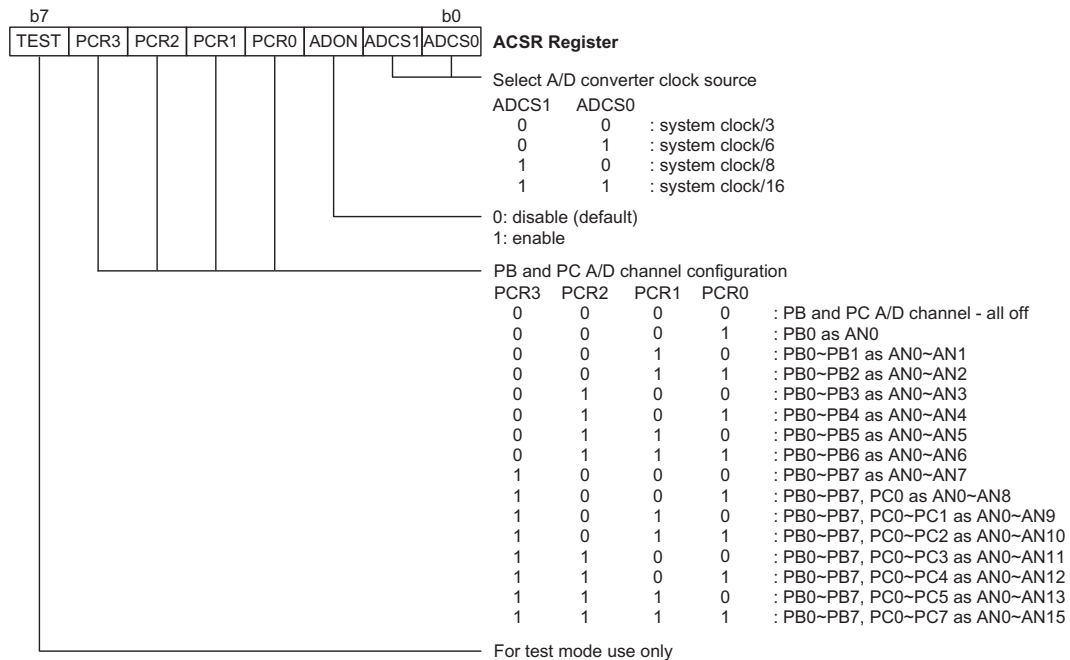 b7 b0
TEST PCR3 PCR2 PCR1 PCR0 ADON ADCS1 ADCS0 ACSR Register
Select A/D converter clock source
ADCS1 ADCS0
0 0 : system clock/3
0 1 : system clock/6
1 0 : system clock/8
1 1 : system clock/16
0: disable (default)
1: enable
PB and PC A/D channel configuration
PCR3 PCR2 PCR1 PCR0
0 0 0 0 : PB and PC A/D channel - all off
0 0 0 1 : PB0 as AN0
0 0 1 0 : PB0~PB1 as AN0~AN1
0 0 1 1 : PB0~PB2 as AN0~AN2
0 1 0 0 : PB0~PB3 as AN0~AN3
0 1 0 1 : PB0~PB4 as AN0~AN4
0 1 1 0 : PB0~PB5 as AN0~AN5
0 1 1 1 : PB0~PB6 as AN0~AN6
1 0 0 0 : PB0~PB7 as AN0~AN7
1 0 0 1 : PB0~PB7, PC0 as AN0~AN8
1 0 1 0 : PB0~PB7, PC0~PC1 as AN0~AN9
1 0 1 1 : PB0~PB7, PC0~PC2 as AN0~AN10
1 1 0 0 : PB0~PB7, PC0~PC3 as AN0~AN11
1 1 0 1 : PB0~PB7, PC0~PC4 as AN0~AN12
1 1 1 0 : PB0~PB7, PC0~PC5 as AN0~AN13
1 1 1 1 : PB0~PB7, PC0~PC7 as AN0~AN15
For test mode use only